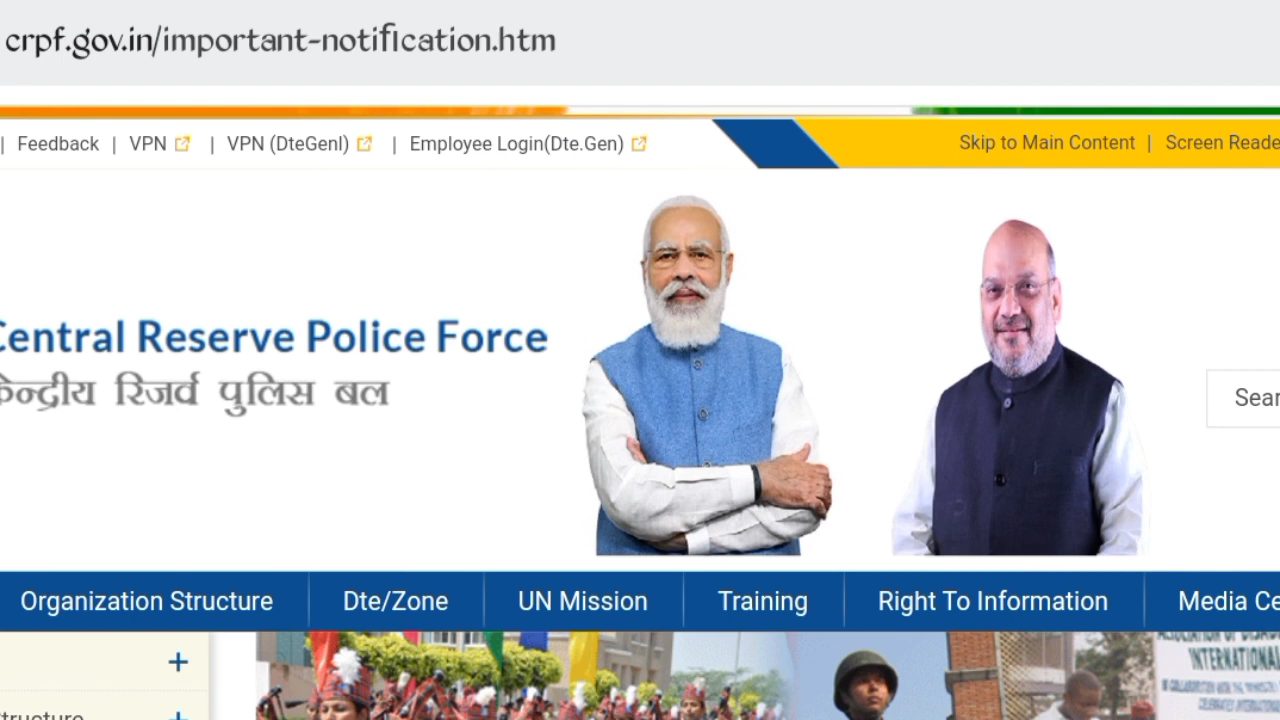 crpf.gov.in/important-notification.htm
| Feedback | VPN | VPN (DteGenl) | Employee Login(Dte.Gen) Skip to Main Content | Screen Reade
Central Reserve Police Force
केन्द्रीय रिजर्व पुलिस बल
Sear
Organization Structure Dte/Zone UN Mission Training Right To Information Media Ce
+
Structure
INTERNATIONAL